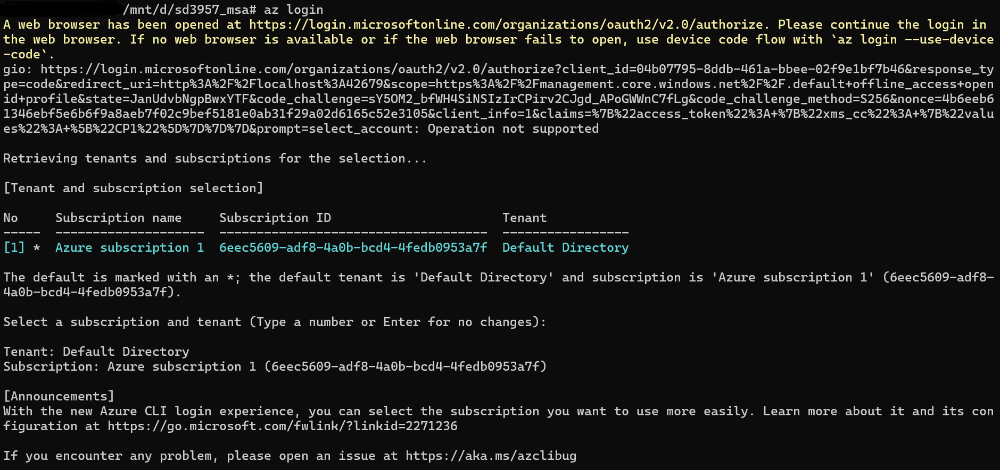 /mnt/d/sd3957_msa# az login
A web browser has been opened at https://login.microsoftonline.com/organizations/oauth2/v2.0/authorize. Please continue the login in
the web browser. If no web browser is available or if the web browser fails to open, use device code flow with `az login --use-device
-code`.
gio: https://login.microsoftonline.com/organizations/oauth2/v2.0/authorize?client_id=04b07795-8ddb-461a-bbee-02f9e1bf7b46&response_ty
pe=code&redirect_uri=http%3A%2F%2Flocalhost%3A42679&scope=https%3A%2F%2Fmanagement.core.windows.net%2F%2F.default+offline_access+open
id+profile&state=JanUdvbNgpBwxYTF&code_challenge=sY5OM2_bfWH4SiNSIzIrCPirv2CJgd_APoGWWnC7fLg&code_challenge_method=S256&nonce=4b6eeb6
1346ebf5e6b6f9a8aeb7f02c9bef5181e0ab31f29a02d6165c52e3105&client_info=1&claims=%7B%22access_token%22%3A+%7B%22xms_cc%22%3A+%7B%22valu
es%22%3A+%5B%22CP1%22%5D%7D%7D%7D&prompt=select_account: Operation not supported
Retrieving tenants and subscriptions for the selection...
[Tenant and subscription selection]
No     Subscription name     Subscription ID                       Tenant
-----  --------------------  ------------------------------------  -----------------
[1] *  Azure subscription 1  6eec5609-adf8-4a0b-bcd4-4fedb0953a7f  Default Directory
The default is marked with an *; the default tenant is 'Default Directory' and subscription is 'Azure subscription 1' (6eec5609-adf8-
4a0b-bcd4-4fedb0953a7f).
Select a subscription and tenant (Type a number or Enter for no changes):
Tenant: Default Directory
Subscription: Azure subscription 1 (6eec5609-adf8-4a0b-bcd4-4fedb0953a7f)
[Announcements]
With the new Azure CLI login experience, you can select the subscription you want to use more easily. Learn more about it and its con
figuration at https://go.microsoft.com/fwlink/?linkid=2271236
If you encounter any problem, please open an issue at https://aka.ms/azclibug